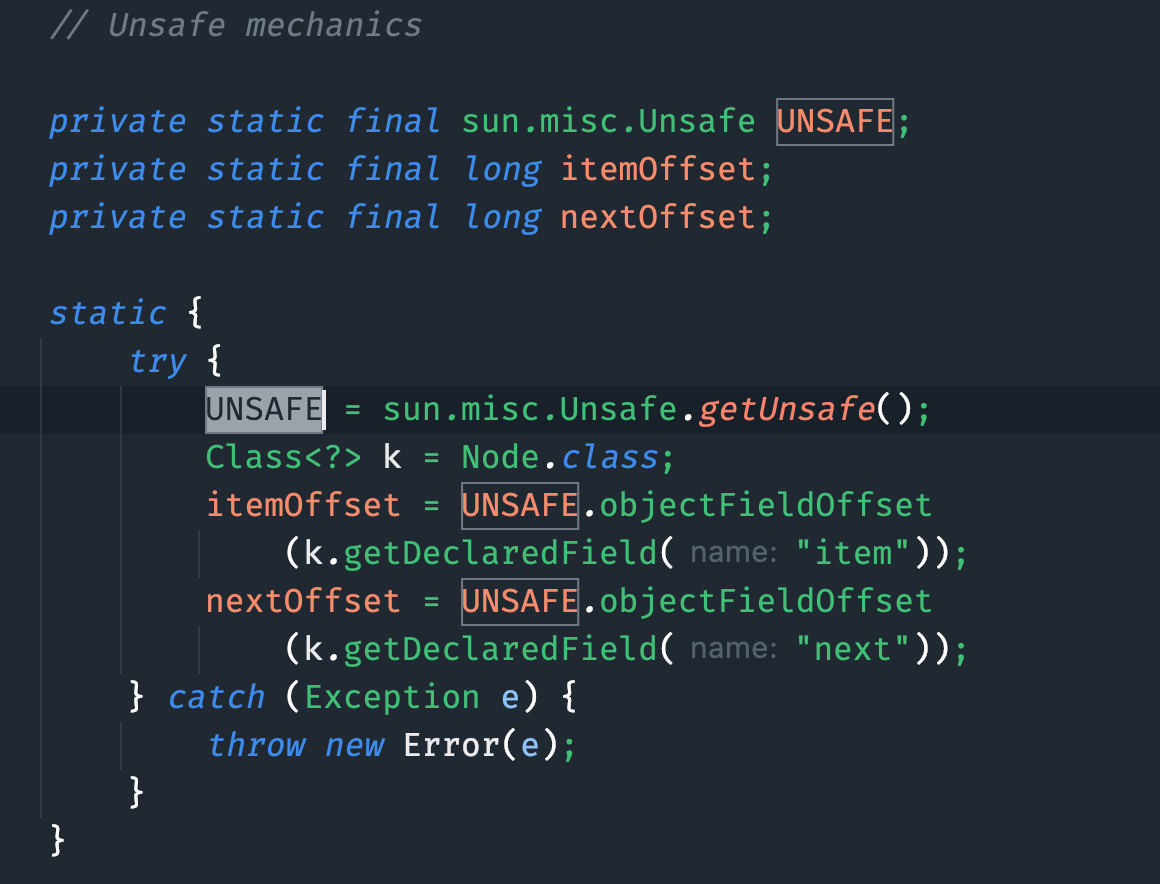 // Unsafe mechanics
private static final sun.misc.Unsafe UNSAFE;
private static final long itemOffset;
private static final long nextOffset;
static {
try {
UNSAFE = sun.misc.Unsafe.getUnsafe();
Class<?> k = Node.class;
itemOffset = UNSAFE.objectFieldOffset
(k.getDeclaredField( name: "item"));
nextOffset = UNSAFE.objectFieldOffset
(k.getDeclaredField( name: "next"));
} catch (Exception e) {
throw new Error(e);
}
}